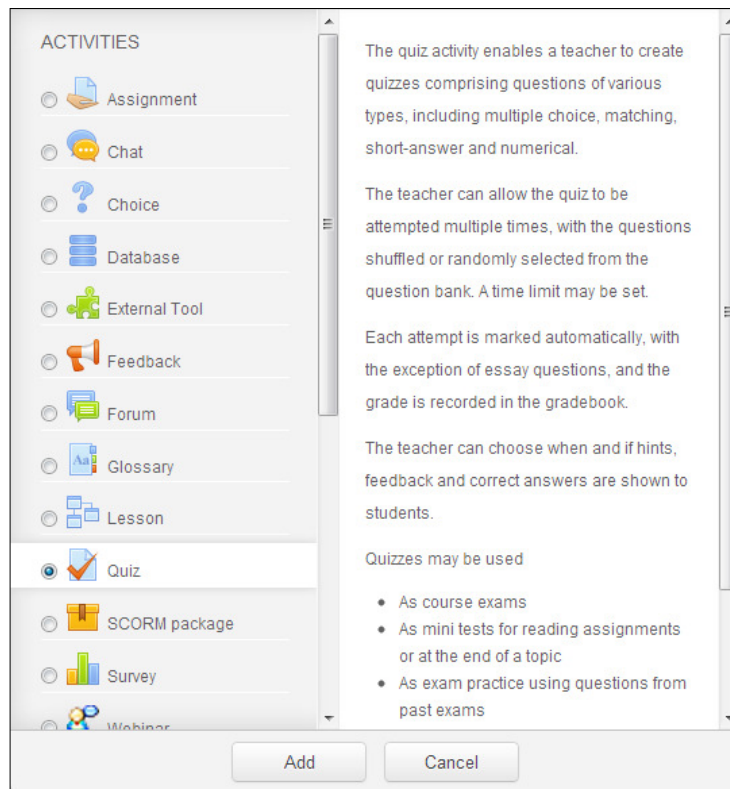 ACTIVITIES
Assignment
Chat
Choice
Database
External Tool
Feedback
Forum
Aa
Glossary
Lesson
Quiz
SCORM package
Survey
Webinar
The quiz activity enables a teacher to create
quizzes comprising questions of various
types, including multiple choice, matching,
short-answer and numerical.
The teacher can allow the quiz to be
attempted multiple times, with the questions
shuffled or randomly selected from the
question bank. A time limit may be set.
Each attempt is marked automatically, with
the exception of essay questions, and the
grade is recorded in the gradebook.
The teacher can choose when and if hints,
feedback and correct answers are shown to
students.
Quizzes may be used
• As course exams
• As mini tests for reading assignments
or at the end of a topic
• As exam practice using questions from
past exams
Add
Cancel